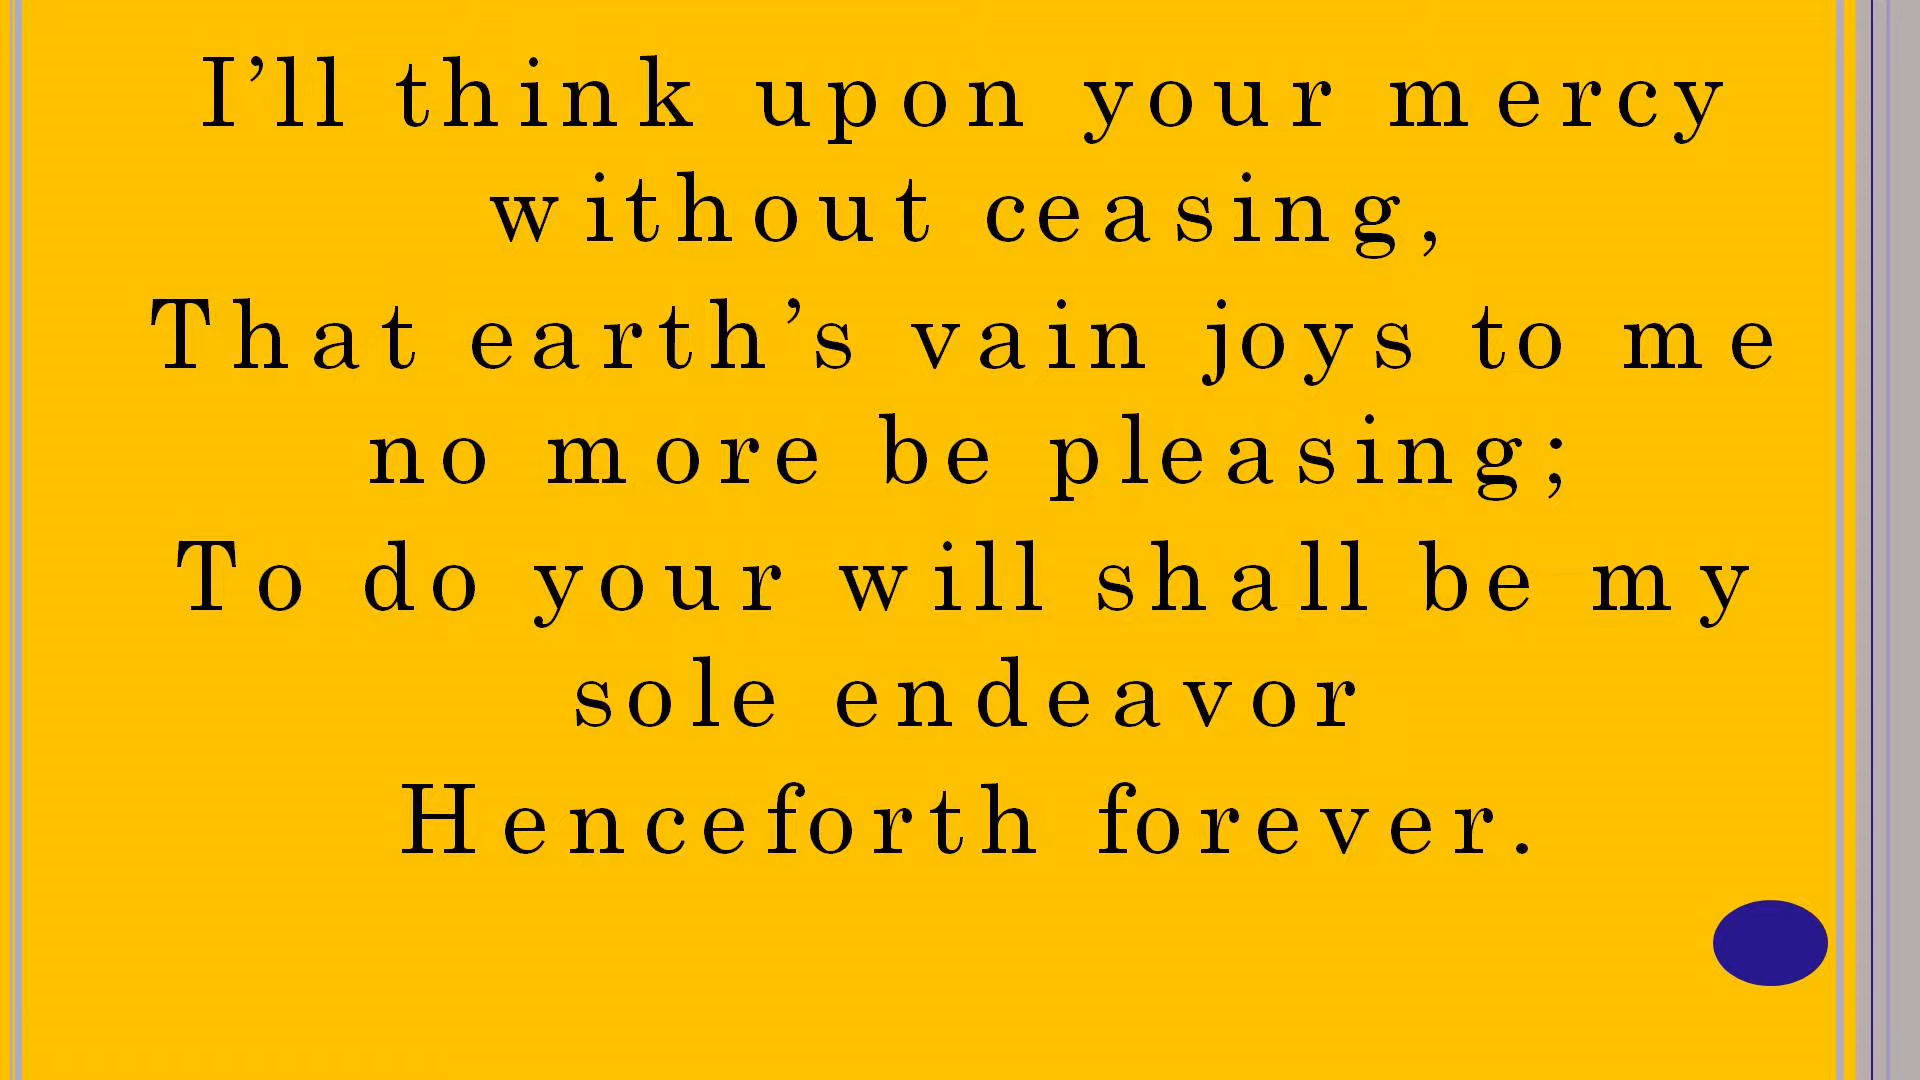 I’ll think upon your mercy
without ceasing,
That earth’s vain joys to me
no more be pleasing;
To do your will shall be my
sole endeavor
Henceforth forever.